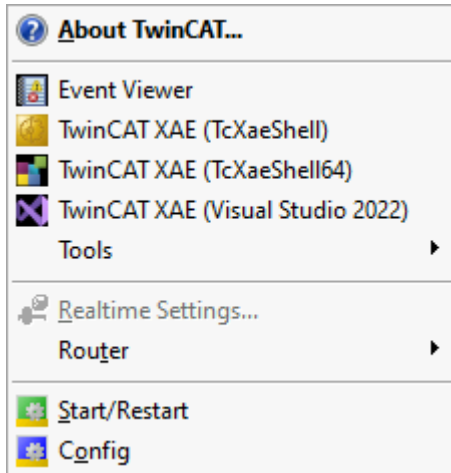 About TwinCAT...
Event Viewer
TwinCAT XAE (TcXaeShell)
TwinCAT XAE (TcXaeShell64)
TwinCAT XAE (Visual Studio 2022)
Tools
Realtime Settings...
Router
Start/Restart
Config